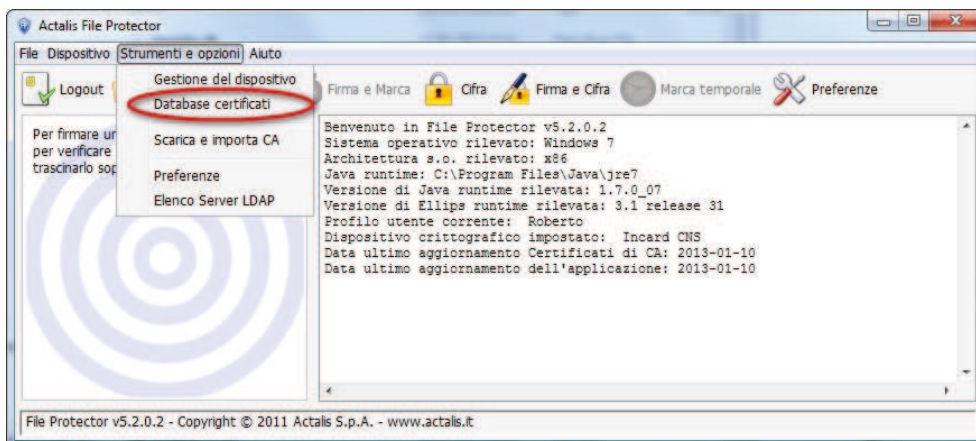 Actalis File Protector
File Dispositivo Strumenti e opzioni Aiuto
Logout
Firma e Marca
Cifra
Firma e Cifra
Marca temporale
Preferenze
Gestione del dispositivo
Database certificati
Scarica e importa CA
Preferenze
Elenco Server LDAP
Per firmare
per verificare
trascinarlo
Benvenuto in File Protector v5.2.0.2
Sistema operativo rilevato: Windows 7
Architettura s.o. rilevato: x86
Java runtime: C:\Program Files\Java\jre7
Versione di Java runtime rilevata: 1.7.0_07
Versione di Ellips runtime rilevata: 3.1 release 31
Profilo utente corrente: Roberto
Dispositivo crittografico impostato: Incard CNS
Data ultimo aggiornamento Certificati di CA: 2013-01-10
Data ultimo aggiornamento dell'applicazione: 2013-01-10
File Protector v5.2.0.2 - Copyright © 2011 Actalis S.p.A. - www.actalis.it